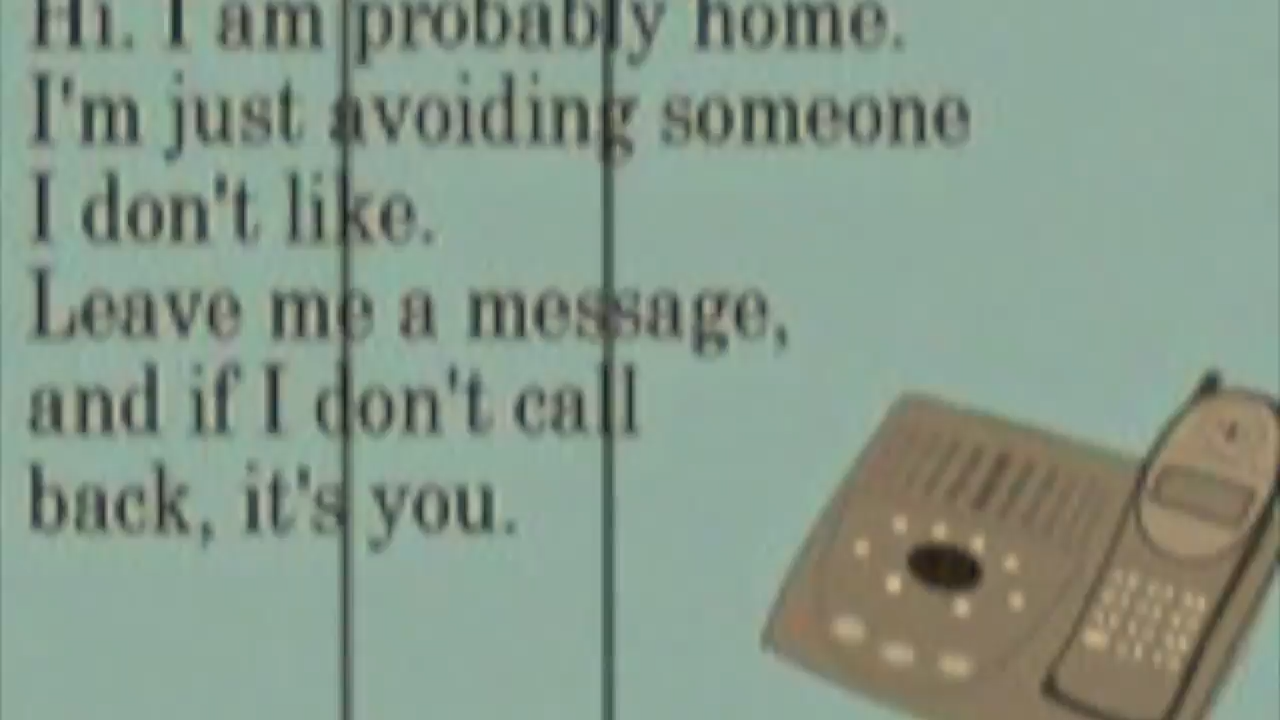 Hi. I am probably home.
I'm just avoiding someone
I don't like.
Leave me a message,
and if I don't call
back, it's you.